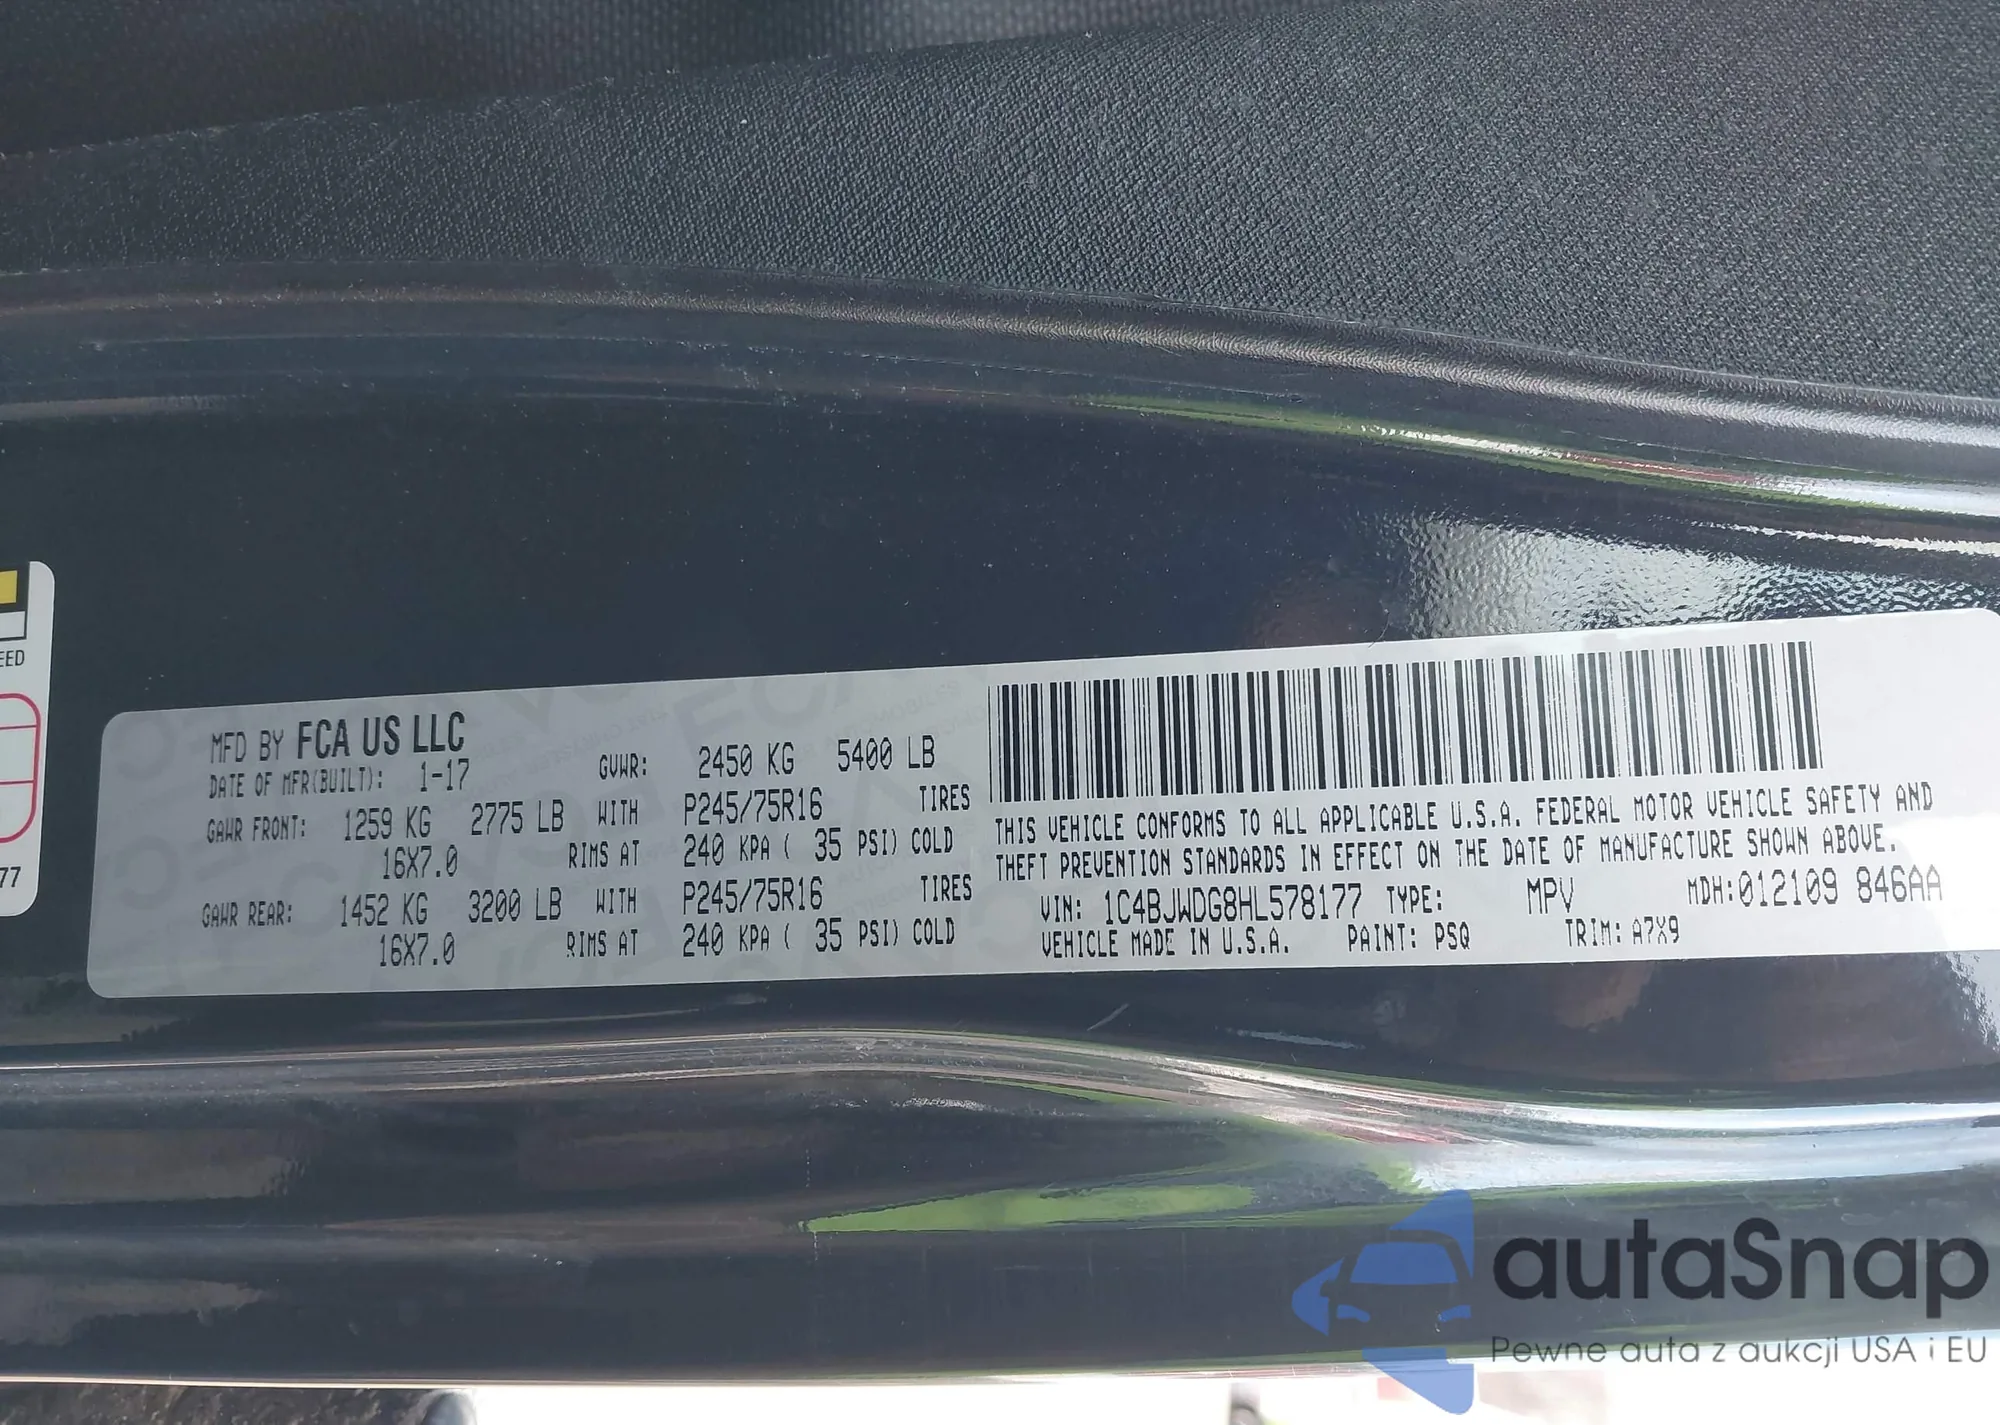 EED
77
MFD BY FCA US LLC
DATE OF MFR(BUILT): 1-17
GVWR: 2450 KG 5400 LB
GAWR FRONT: 1259 KG 2775 LB WITH P245/75R16 TIRES
16X7.0 RIMS AT 240 KPA ( 35 PSI) COLD
GAWR REAR: 1452 KG 3200 LB WITH P245/75R16 TIRES
16X7.0 RIMS AT 240 KPA ( 35 PSI) COLD
THIS VEHICLE CONFORMS TO ALL APPLICABLE U.S.A. FEDERAL MOTOR VEHICLE SAFETY AND
THEFT PREVENTION STANDARDS IN EFFECT ON THE DATE OF MANUFACTURE SHOWN ABOVE.
VIN: 1C4BJWDG8HL578177 TYPE: MPV MDH:012109 846AA
VEHICLE MADE IN U.S.A. PAINT: PSQ TRIM: A7X9
autaSnap
Pewne auta z aukcji USA i EU